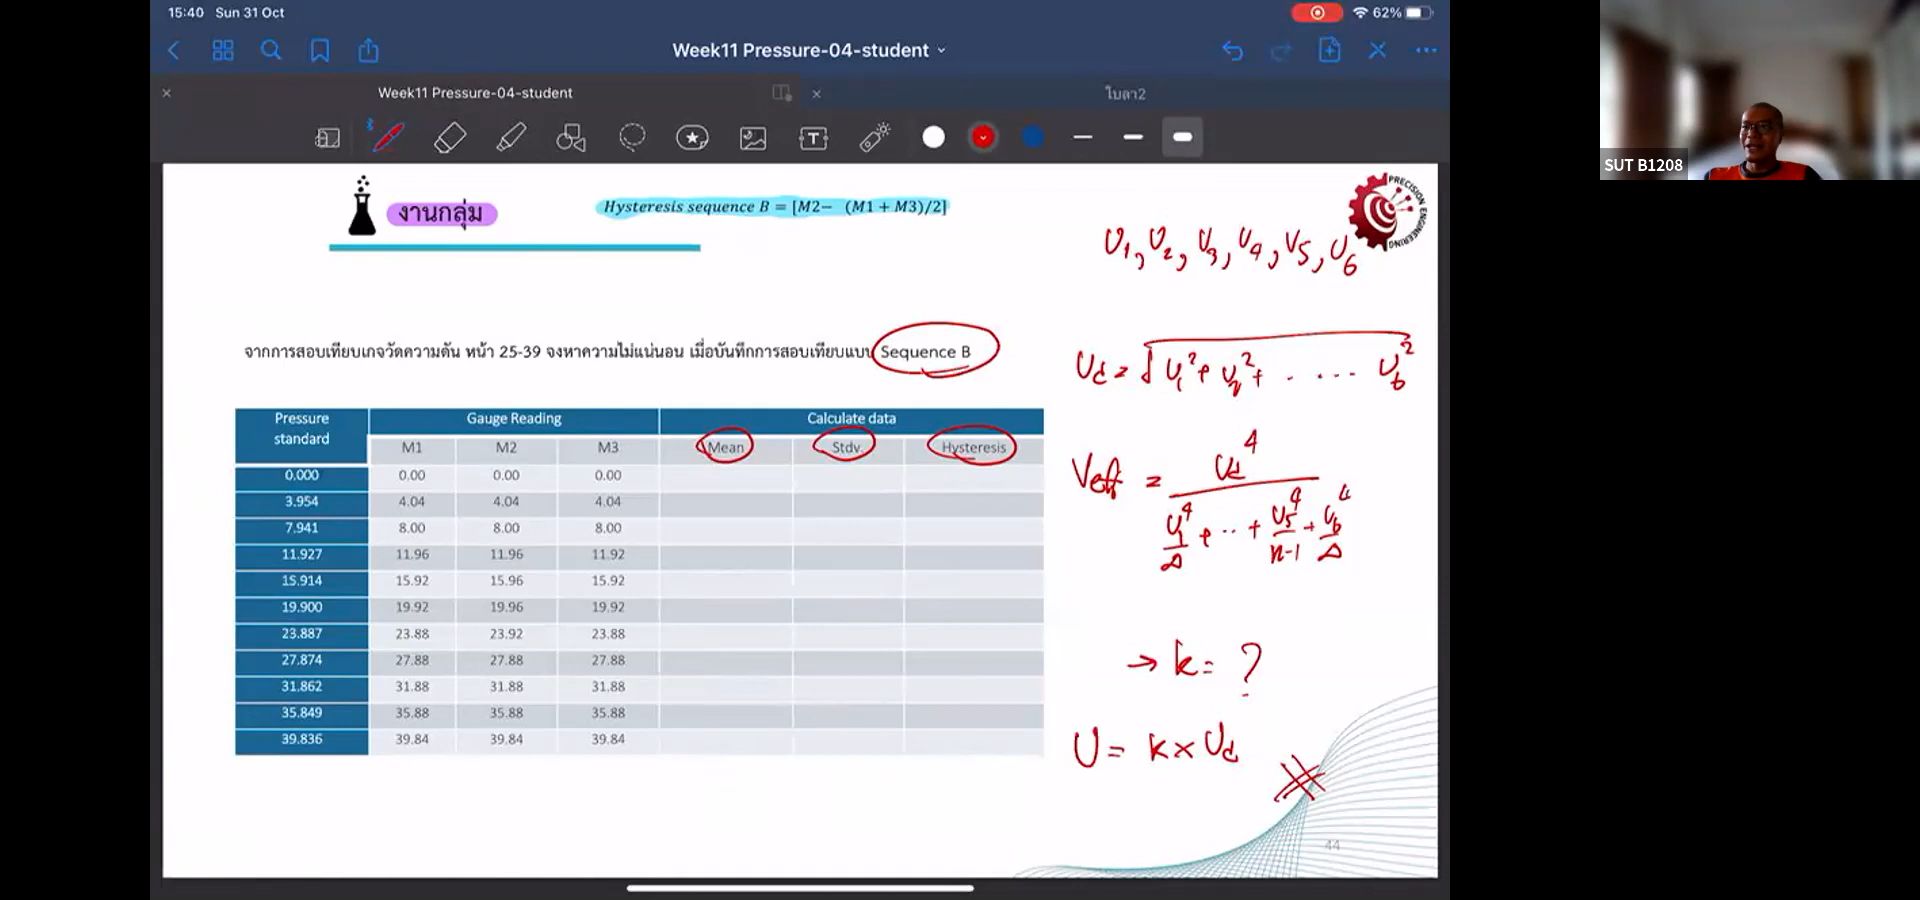 15:40 Sun 31 Oct
62%
Week11 Pressure-04-student
Week11 Pressure-04-student
ใบลา2
T
SUT B1208
งานกลุ่ม
Hysteresis sequence B = [M2− (M1 + M3)/2]
PRECISION ENGINEERING
U1, U2, U3, U4, U5, U6
จากการสอบเทียบเกจวัดความดัน หน้า 25-39 จงหาความไม่แน่นอน เมื่อบันทึกการสอบเทียบแบบ Sequence B
Uc = √U1² + U2² + ..... U6²
Pressure standard Gauge Reading Calculate data
M1 M2 M3 Mean Stdv. Hysteresis
0.000 0.00 0.00 0.00
3.954 4.04 4.04 4.04
7.941 8.00 8.00 8.00
11.927 11.96 11.96 11.92
15.914 15.92 15.96 15.92
19.900 19.92 19.96 19.92
23.887 23.88 23.92 23.88
27.874 27.88 27.88 27.88
31.862 31.88 31.88 31.88
35.849 35.88 35.88 35.88
39.836 39.84 39.84 39.84
Veff = Uc⁴
U1⁴ + .. + U5⁴/n-1 + U6⁴
→ k = ?
U = k × Uc
44